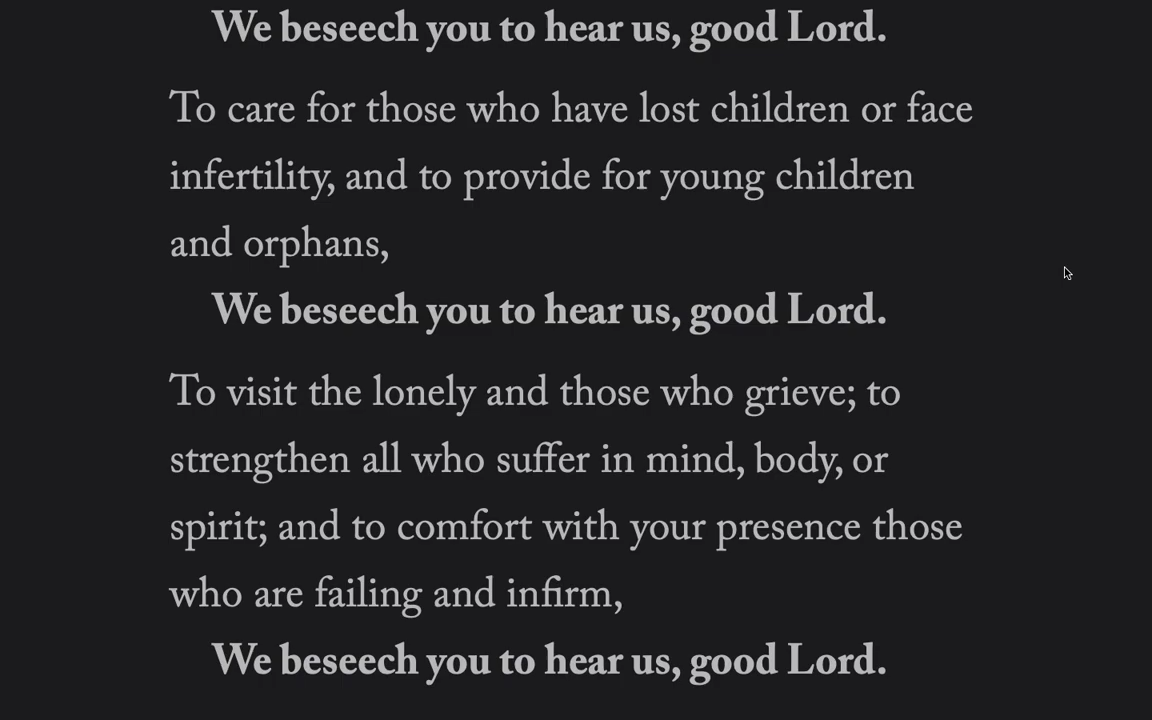 We beseech you to hear us, good Lord.
To care for those who have lost children or face
infertility, and to provide for young children
and orphans,
We beseech you to hear us, good Lord.
To visit the lonely and those who grieve; to
strengthen all who suffer in mind, body, or
spirit; and to comfort with your presence those
who are failing and infirm,
We beseech you to hear us, good Lord.